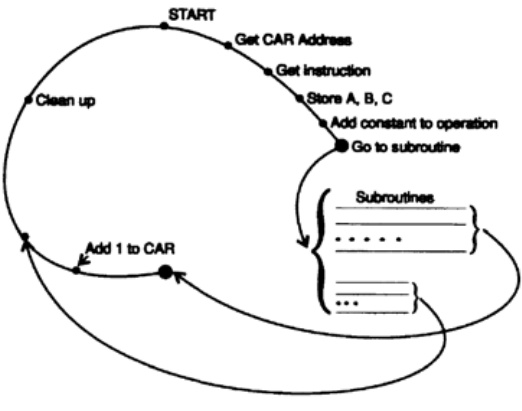 START
Get CAR Address
Get instruction
Store A, B, C
Add constant to operation
Go to subroutine
Subroutines
Add 1 to CAR
Clean up